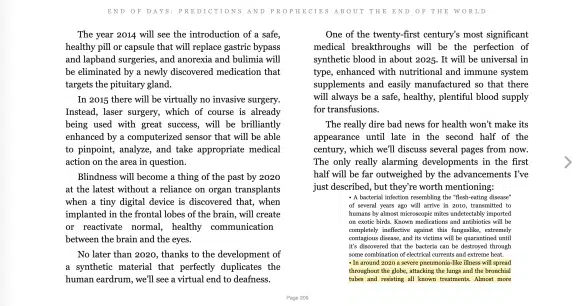 END OF DAYS: PREDICTIONS AND PROPHECIES ABOUT THE END OF THE WORLD
The year 2014 will see the introduction of a safe,
healthy pill or capsule that will replace gastric bypass
and lapband surgeries, and anorexia and bulimia will
be eliminated by a newly discovered medication that
targets the pituitary gland.
In 2015 there will be virtually no invasive surgery.
Instead, laser surgery, which of course is already
being used with great success, will be brilliantly
enhanced by a computerized sensor that will be able
to pinpoint, analyze, and take appropriate medical
action on the area in question.
Blindness will become a thing of the past by 2020
at the latest without a reliance on organ transplants
when a tiny digital device is discovered that, when
implanted in the frontal lobes of the brain, will create
or reactivate normal, healthy communication
between the brain and the eyes.
No later than 2020, thanks to the development of
a synthetic material that perfectly duplicates the
human eardrum, we'll see a virtual end to deafness.
One of the twenty-first century's most significant
medical breakthroughs will be the perfection of
synthetic blood in about 2025. It will be universal in
type, enhanced with nutritional and immune system
supplements and easily manufactured so that there
will always be a safe, healthy, plentiful blood supply
for transfusions.
The really dire bad news for health won't make its
appearance until late in the second half of the
century, which we'll discuss several pages from now.
The only really alarming developments in the first
half will be far outweighed by the advancements I've
just described, but they're worth mentioning:
• A bacterial infection resembling the "flesh-eating disease"
of several years ago will arrive in 2010, transmitted to
humans by almost microscopic mites undetectably imported
on exotic birds. Known medications and antibiotics will be
completely ineffective against this funguslike, extremely
contagious disease, and its victims will be quarantined until
it's discovered that the bacteria can be destroyed through
some combination of electrical currents and extreme heat.
• In around 2020 a severe pneumonia-like illness will spread
throughout the globe, attacking the lungs and the bronchial
tubes and resisting all known treatments. Almost more